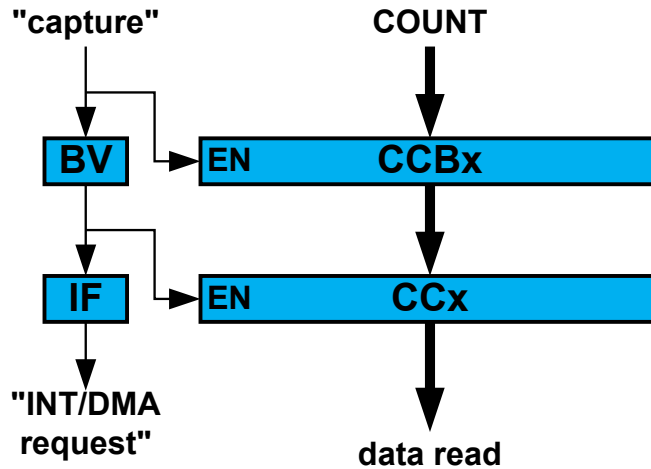 "capture"
COUNT
BV
EN
CCBx
IF
EN
CCx
"INT/DMA
request"
data read